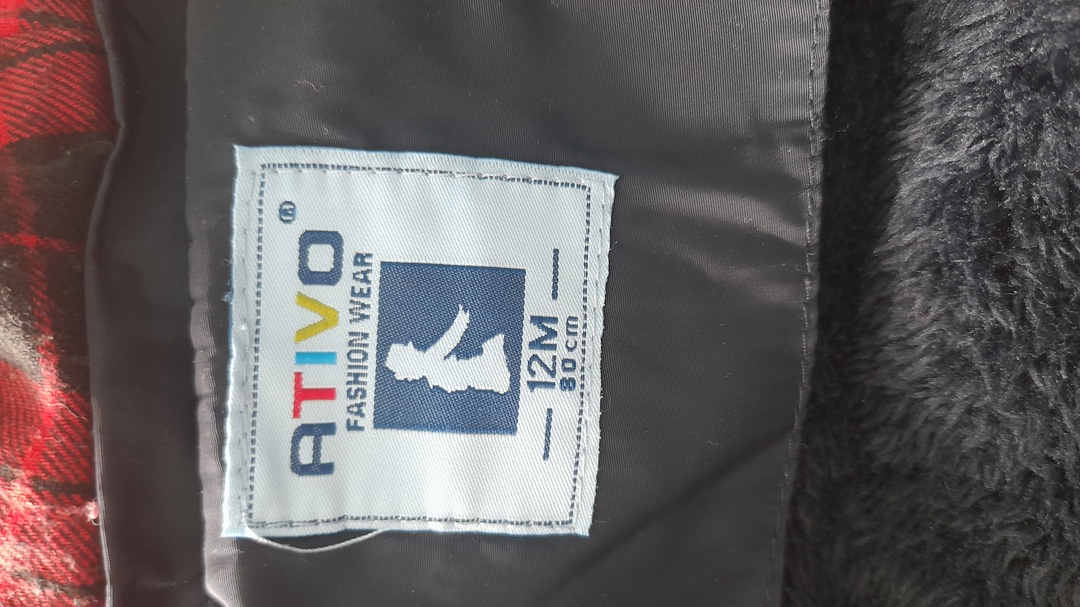 ATIVO ®
FASHION WEAR
12M
80cm